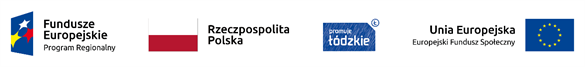 Fundusze
Europejskie
Program Regionalny
Rzeczpospolita
Polska
promuje
łódzkie
Unia Europejska
Europejski Fundusz Społeczny